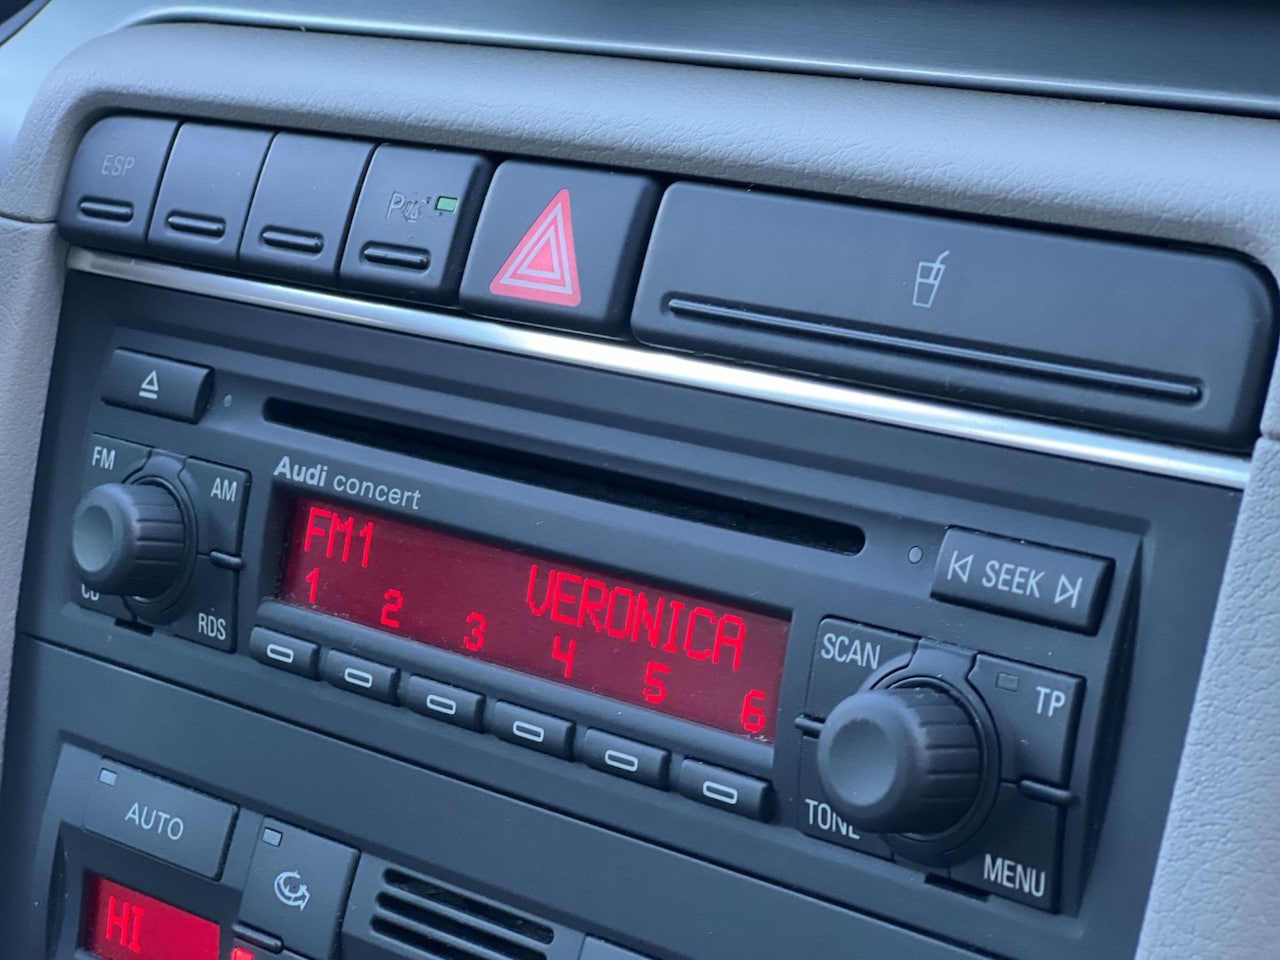 ESP
P
Audi concert
FM
AM
CD
RDS
FM1
VERONICA
1 2 3 4 5 6
SEEK
SCAN
TP
TONE
MENU
AUTO
HI